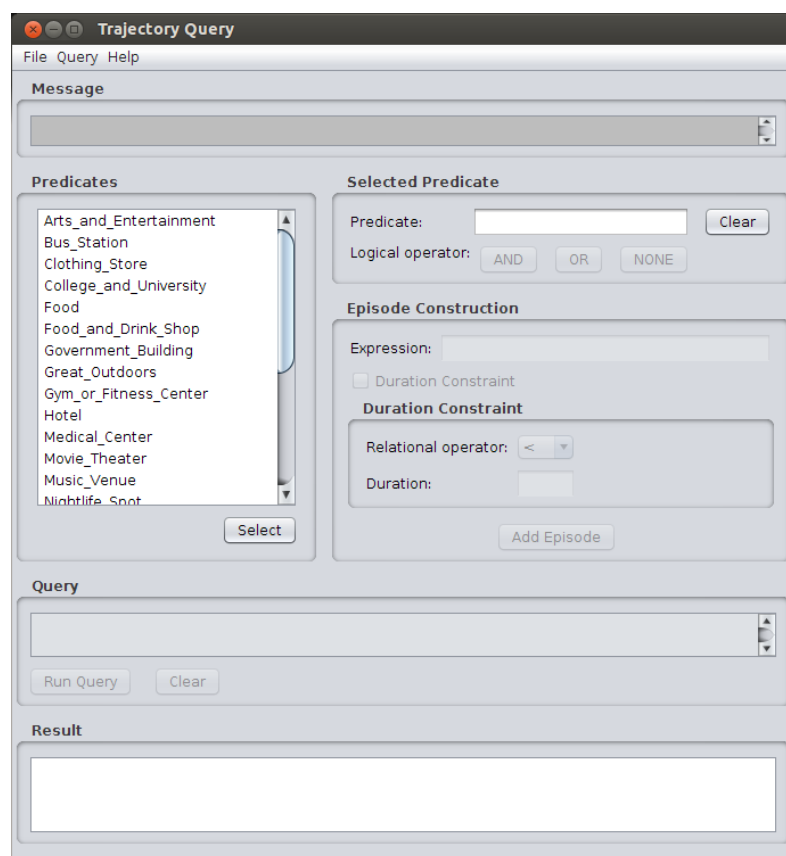 Trajectory Query
File Query Help
Message
Predicates
Arts_and_Entertainment
Bus_Station
Clothing_Store
College_and_University
Food
Food_and_Drink_Shop
Government_Building
Great_Outdoors
Gym_or_Fitness_Center
Hotel
Medical_Center
Movie_Theater
Music_Venue
Nightlife_Spot
Select
Selected Predicate
Predicate: Clear
Logical operator: AND OR NONE
Episode Construction
Expression:
Duration Constraint
Duration Constraint
Relational operator: <
Duration:
Add Episode
Query
Run Query Clear
Result